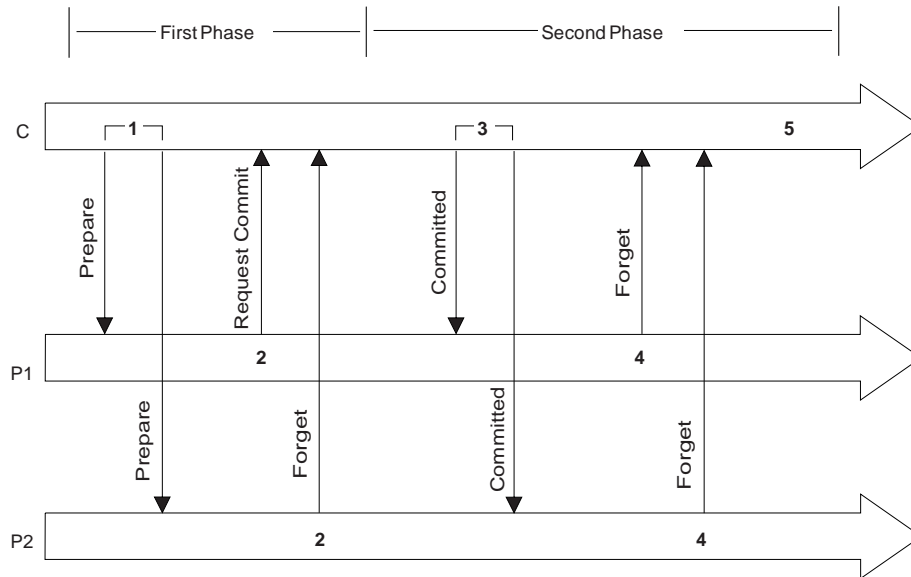 First Phase
Second Phase
C
1
3
5
Prepare
Request Commit
Committed
Forget
P1
2
4
Prepare
Forget
Committed
Forget
P2
2
4